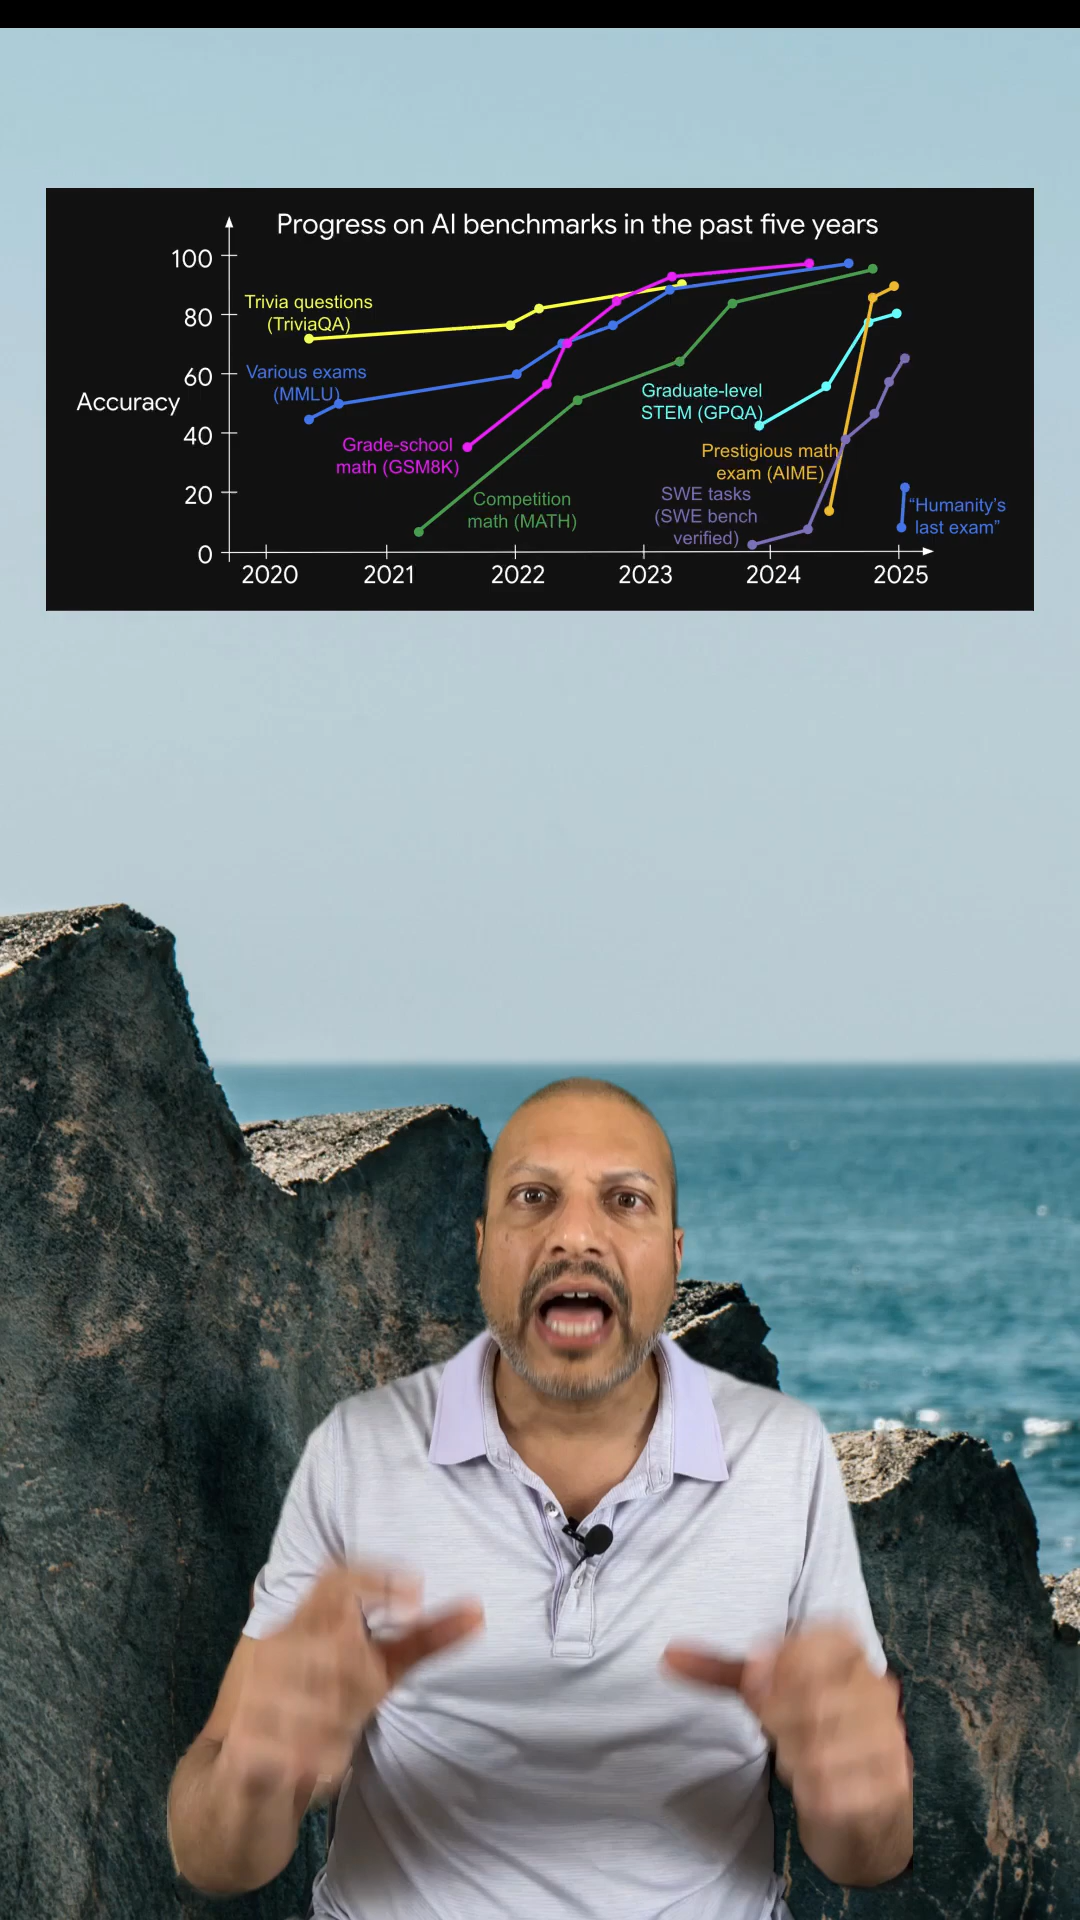 Progress on AI benchmarks in the past five years
100
80
60
40
20
0
Accuracy
Trivia questions
(TriviaQA)
Various exams
(MMLU)
Grade-school
math (GSM8K)
Competition
math (MATH)
Graduate-level
STEM (GPQA)
Prestigious math
exam (AIME)
SWE tasks
(SWE bench
verified)
"Humanity's
last exam"
2020 2021 2022 2023 2024 2025